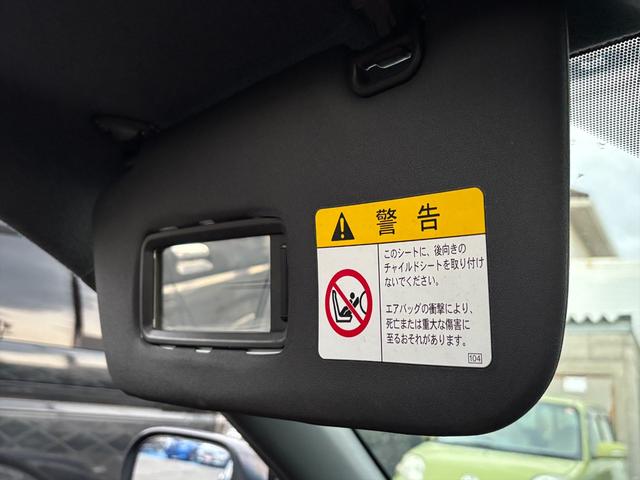 警告
このシートに、後向きの
チャイルドシートを取り付け
ないでください。
エアバッグの衝撃により、
死亡または重大な傷害に
至るおそれがあります。
104